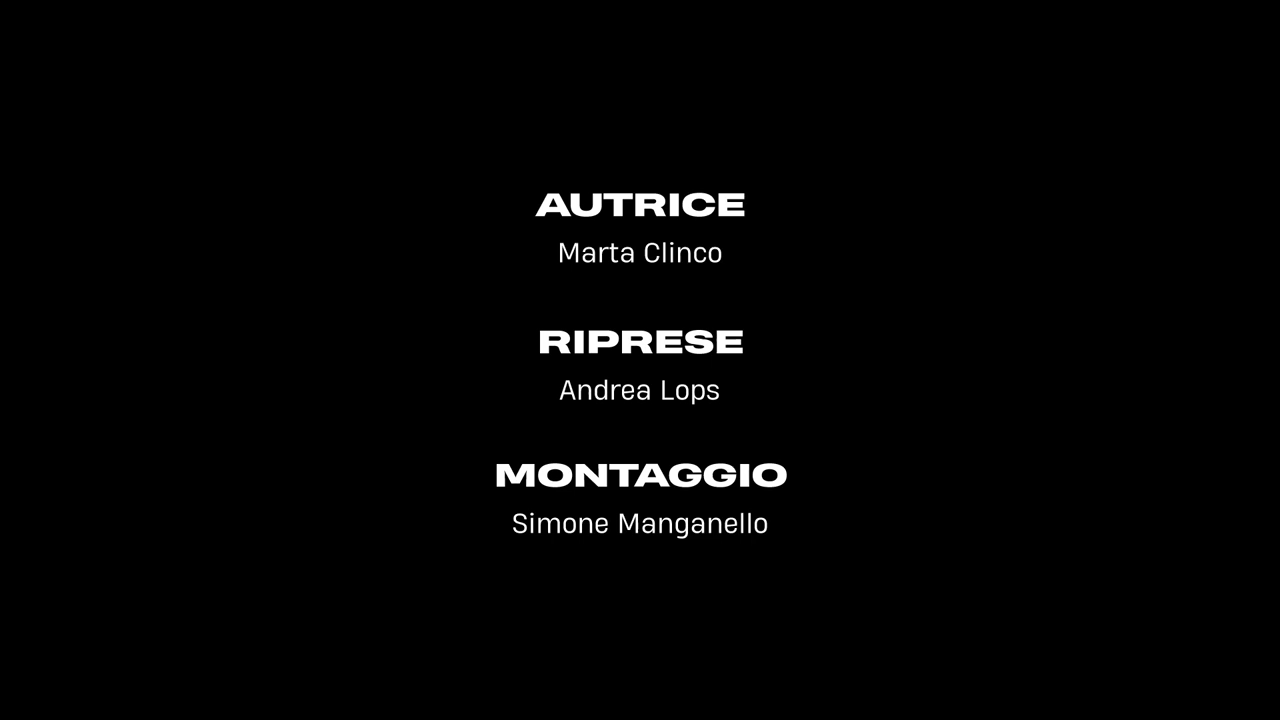 AUTRICE
Marta Clinco
RIPRESE
Andrea Lops
MONTAGGIO
Simone Manganello